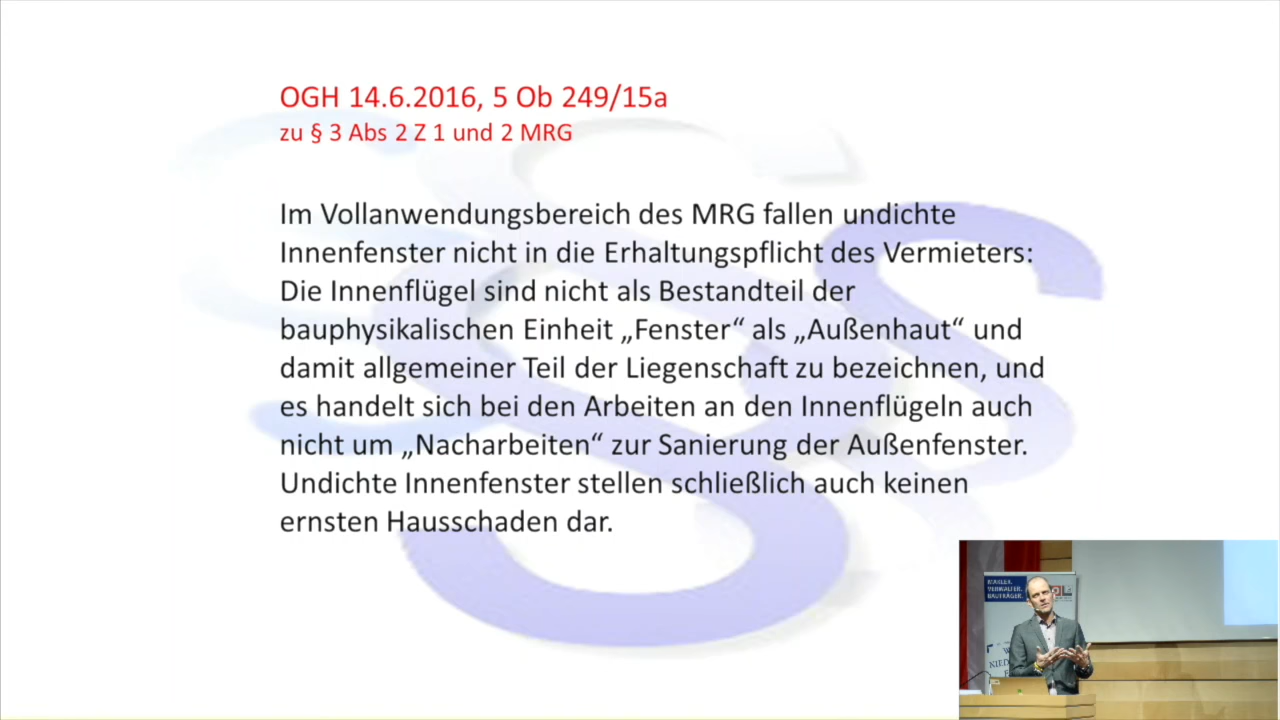 OGH 14.6.2016, 5 Ob 249/15a
zu § 3 Abs 2 Z 1 und 2 MRG
Im Vollanwendungsbereich des MRG fallen undichte
Innenfenster nicht in die Erhaltungspflicht des Vermieters:
Die Innenflügel sind nicht als Bestandteil der
bauphysikalischen Einheit „Fenster“ als „Außenhaut“ und
damit allgemeiner Teil der Liegenschaft zu bezeichnen, und
es handelt sich bei den Arbeiten an den Innenflügeln auch
nicht um „Nacharbeiten“ zur Sanierung der Außenfenster.
Undichte Innenfenster stellen schließlich auch keinen
ernsten Hausschaden dar.
MAKLER.
VERWALTER.
BAUTRÄGER.